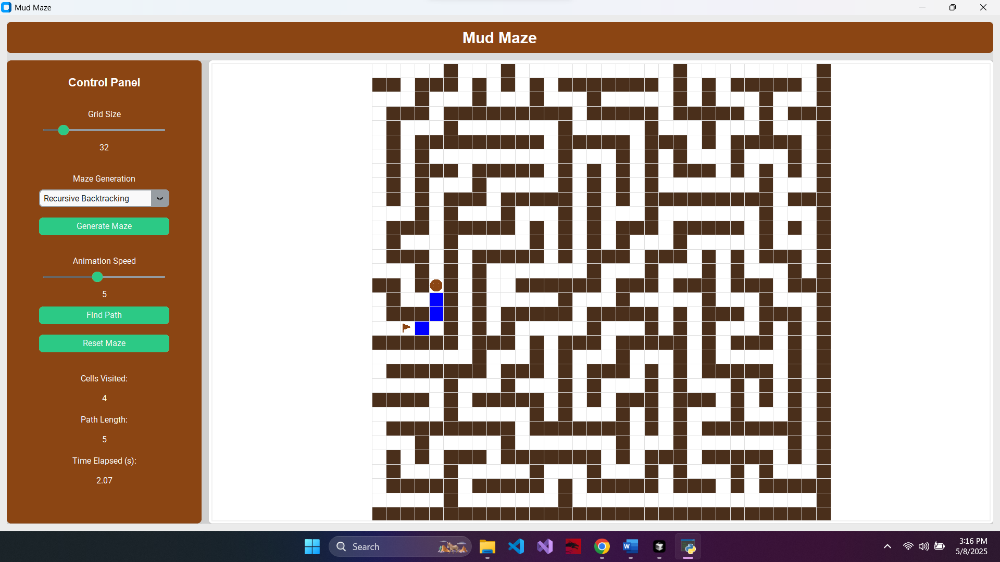 Mud Maze
Mud Maze
Control Panel
Grid Size
32
Maze Generation
Recursive Backtracking
Generate Maze
Animation Speed
5
Find Path
Reset Maze
Cells Visited:
4
Path Length:
5
Time Elapsed (s):
2.07
Search
3:16 PM
5/8/2025